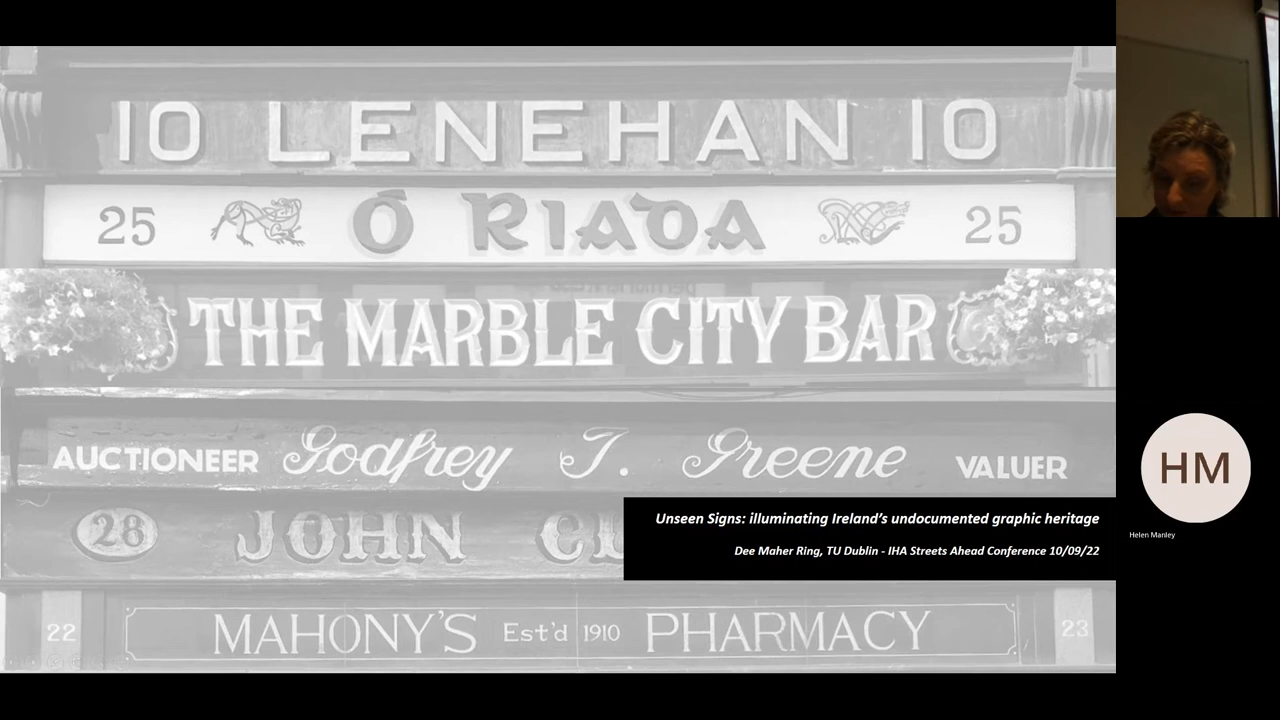 10 LENEHAN 10
25 Ó RIADA 25
THE MARBLE CITY BAR
AUCTIONEER Godfrey T. Greene VALUER
28 JOHN
Unseen Signs: illuminating Ireland's undocumented graphic heritage
Dee Maher Ring, TU Dublin - IHA Streets Ahead Conference 10/09/22
22 MAHONY'S Est'd 1910 PHARMACY 23
HM
Helen Manley